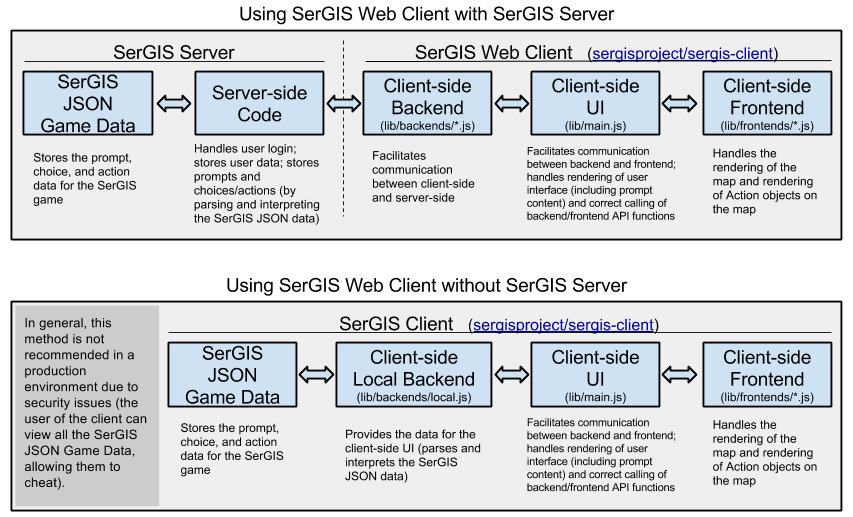 Using SerGIS Web Client with SerGIS Server
SerGIS Server
SerGIS Web Client (sergisproject/sergis-client)
SerGIS
JSON
Game Data
Server-side
Code
Client-side
Backend
(lib/backends/*.js)
Client-side
UI
(lib/main.js)
Client-side
Frontend
(lib/frontends/*.js)
Stores the prompt,
choice, and action
data for the SerGIS
game
Handles user login;
stores user data; stores
prompts and
choices/actions (by
parsing and interpreting
the SerGIS JSON data)
Facilitates
communication
between client-side
and server-side
Facilitates communication
between backend and frontend;
handles rendering of user
interface (including prompt
content) and correct calling of
backend/frontend API functions
Handles the
rendering of the
map and rendering
of Action objects on
the map
Using SerGIS Web Client without SerGIS Server
In general, this
method is not
recommended in a
production
environment due to
security issues (the
user of the client can
view all the SerGIS
JSON Game Data,
allowing them to
cheat).
SerGIS Client (sergisproject/sergis-client)
SerGIS
JSON
Game Data
Client-side
Local Backend
(lib/backends/local.js)
Client-side
UI
(lib/main.js)
Client-side
Frontend
(lib/frontends/*.js)
Stores the prompt,
choice, and action
data for the SerGIS
game
Provides the data for the
client-side UI (parses and
interprets the SerGIS
JSON data)
Facilitates communication
between backend and frontend;
handles rendering of user
interface (including prompt
content) and correct calling of
backend/frontend API functions
Handles the
rendering of the
map and rendering
of Action objects on
the map